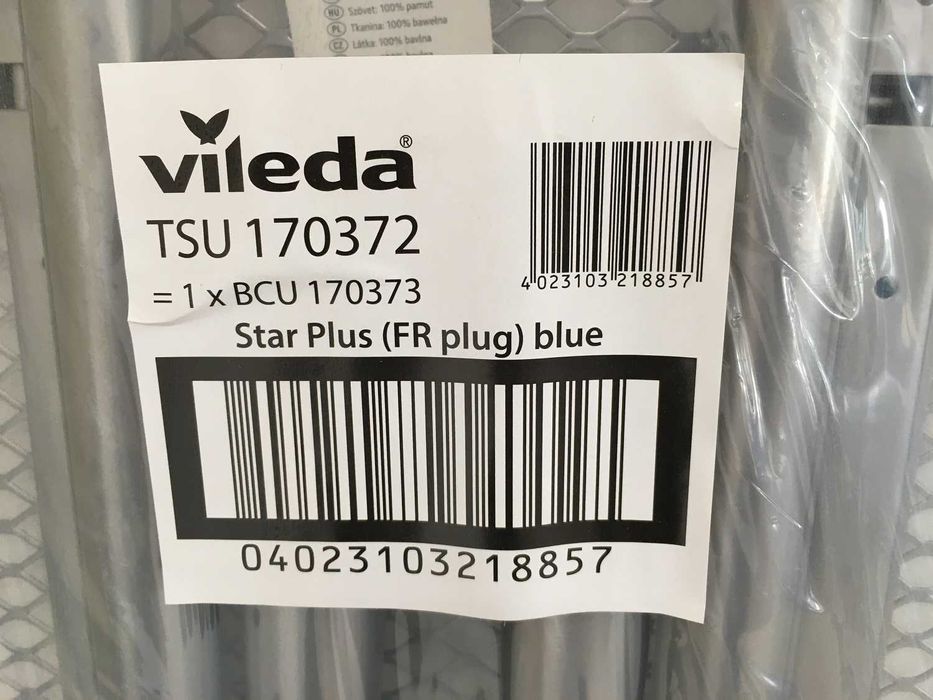 HU Szövet: 100% pamut
PL Tkanina: 100% bawełna
CZ Látka: 100% bavlna
vileda®
TSU 170372
= 1 x BCU 170373
Star Plus (FR plug) blue
4 023103 218857
04023103218857